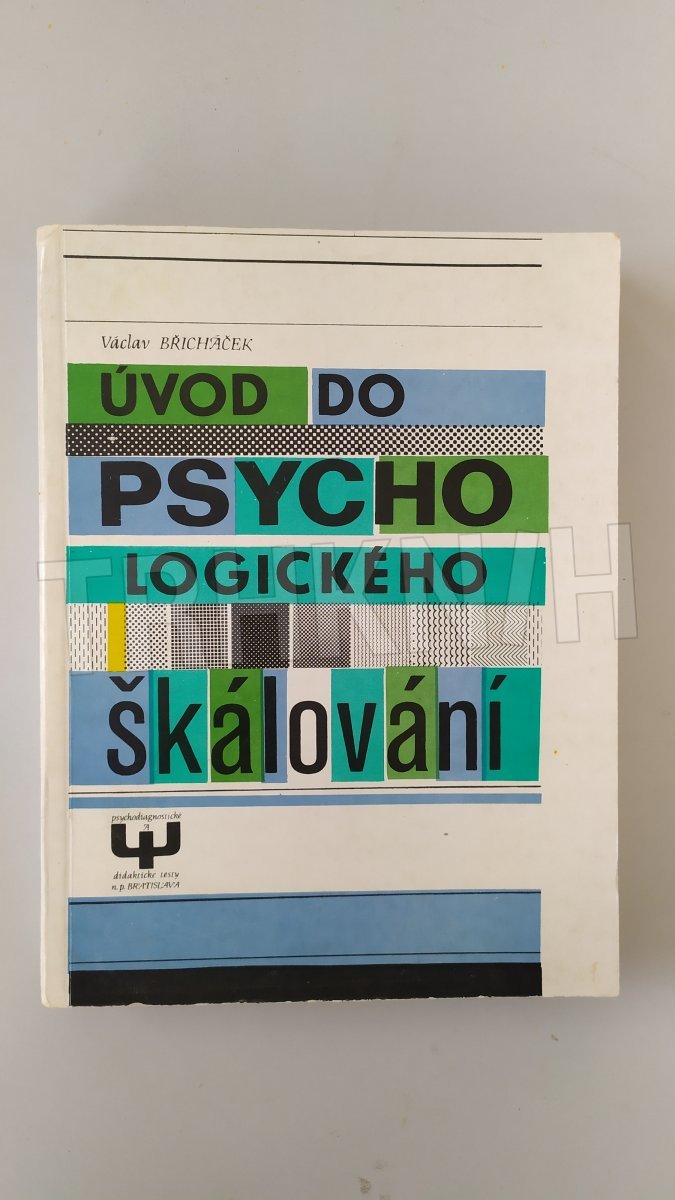 Václav BŘICHÁČEK
ÚVOD DO
PSYCHO
LOGICKÉHO
škálování
psychodiagnostické
A
didaktické testy
n.p. BRATISLAVA